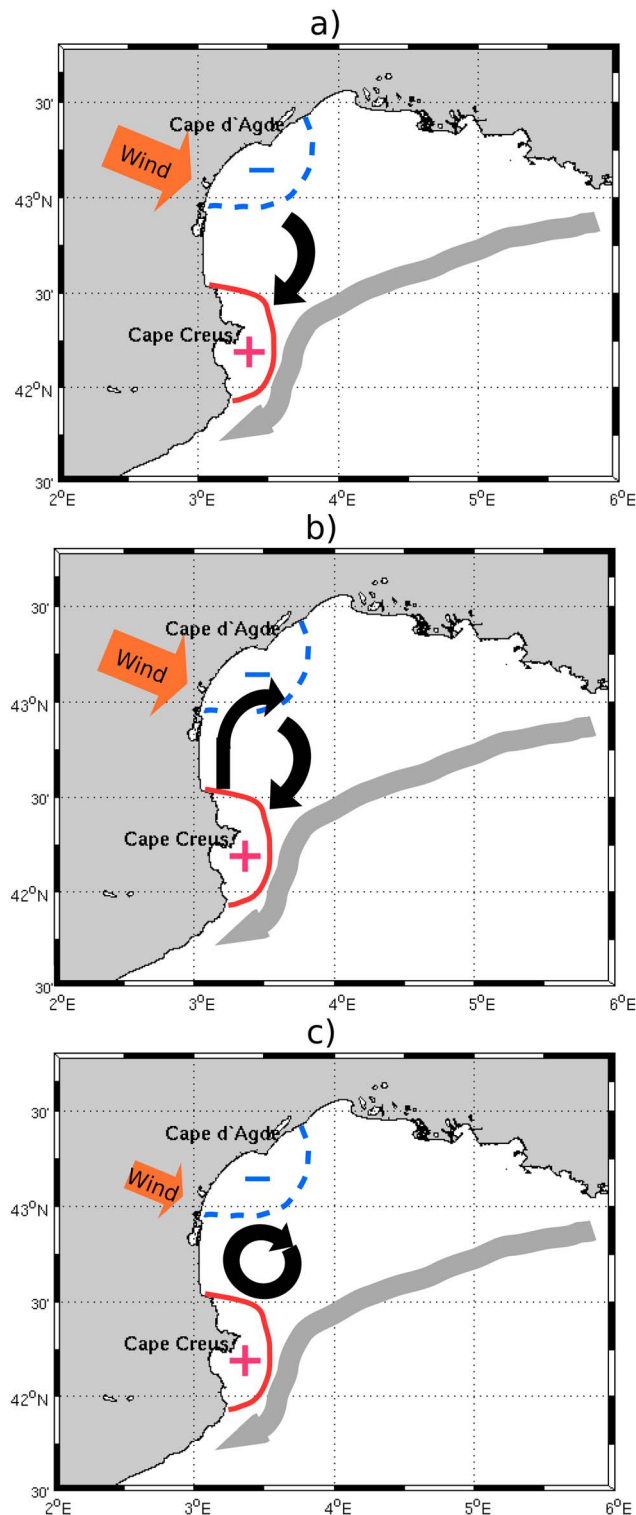 a)
30'
Cape d`Agde
Wind
43°N
30'
Cape Creus
+
42°N
30'
2°E
3°E
4°E
5°E
6°E
b)
30'
Cape d`Agde
Wind
43°N
30'
Cape Creus
+
42°N
30'
2°E
3°E
4°E
5°E
6°E
c)
30'
Cape d`Agde
Wind
43°N
30'
Cape Creus
+
42°N
30'
2°E
3°E
4°E
5°E
6°E